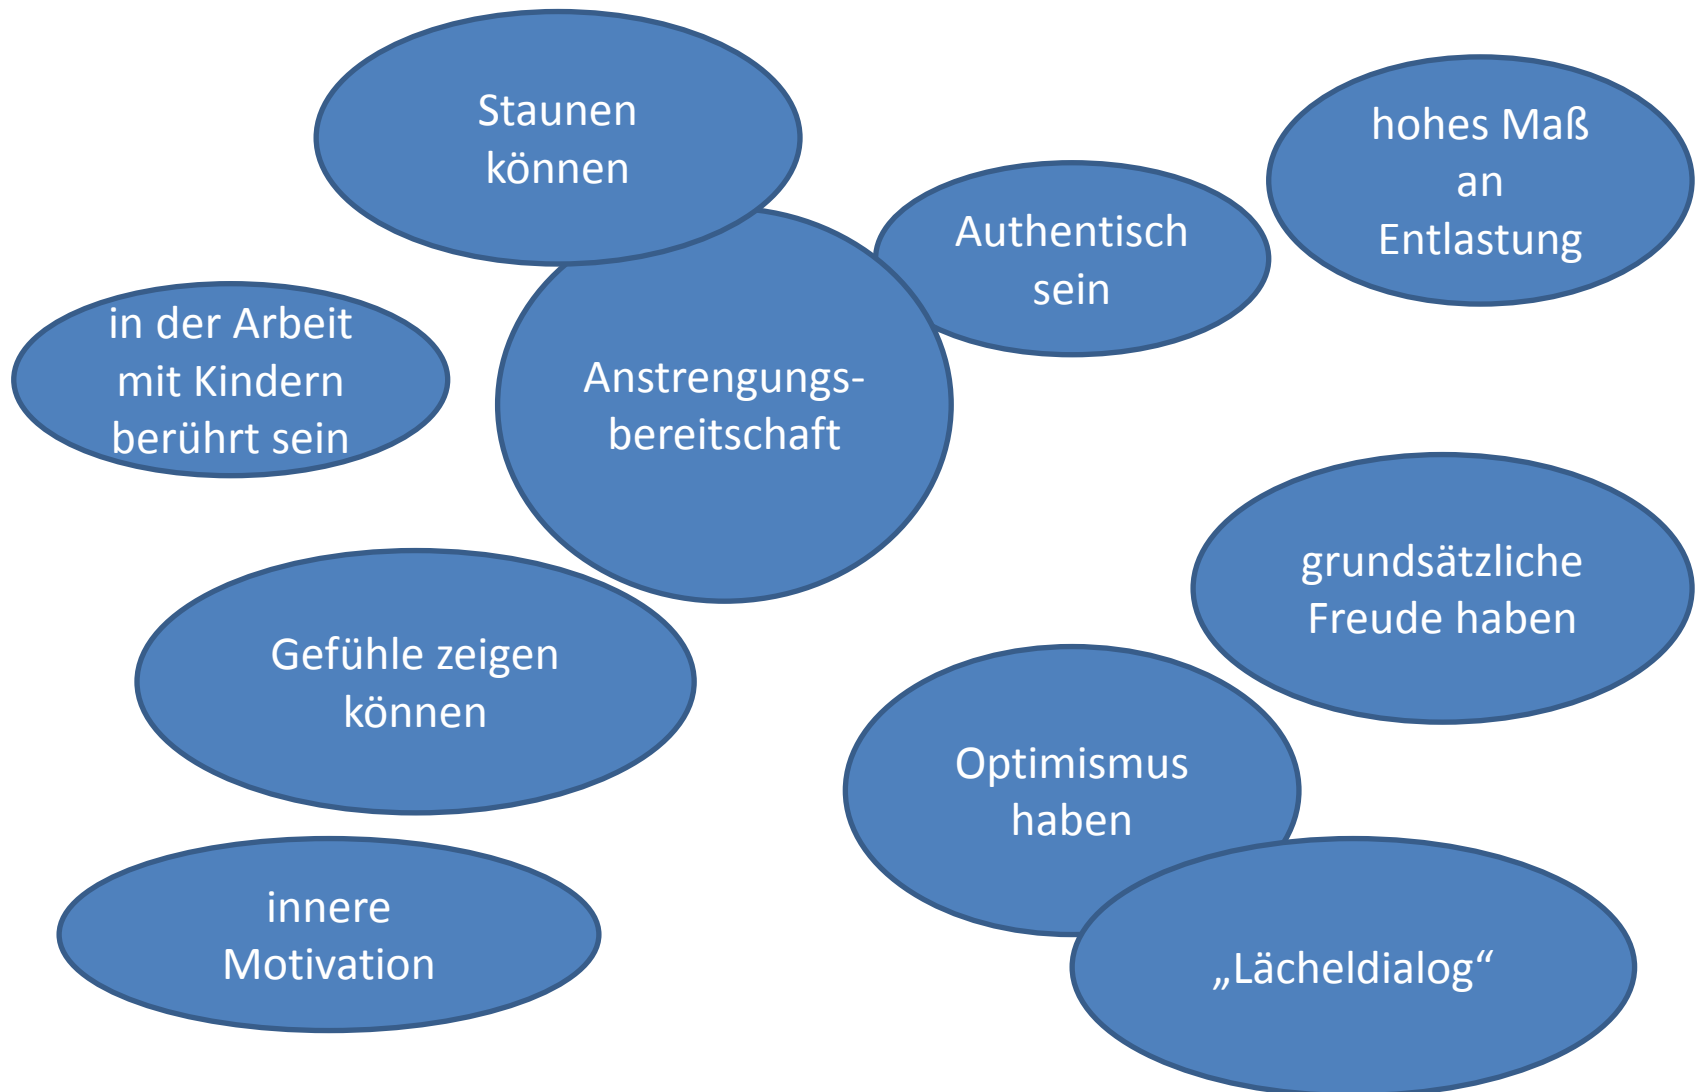 Staunen
können
hohes Maß
an
Entlastung
Authentisch
sein
in der Arbeit
mit Kindern
berührt sein
Anstrengungs-
bereitschaft
grundsätzliche
Freude haben
Gefühle zeigen
können
Optimismus
haben
innere
Motivation
„Lächeldialog“